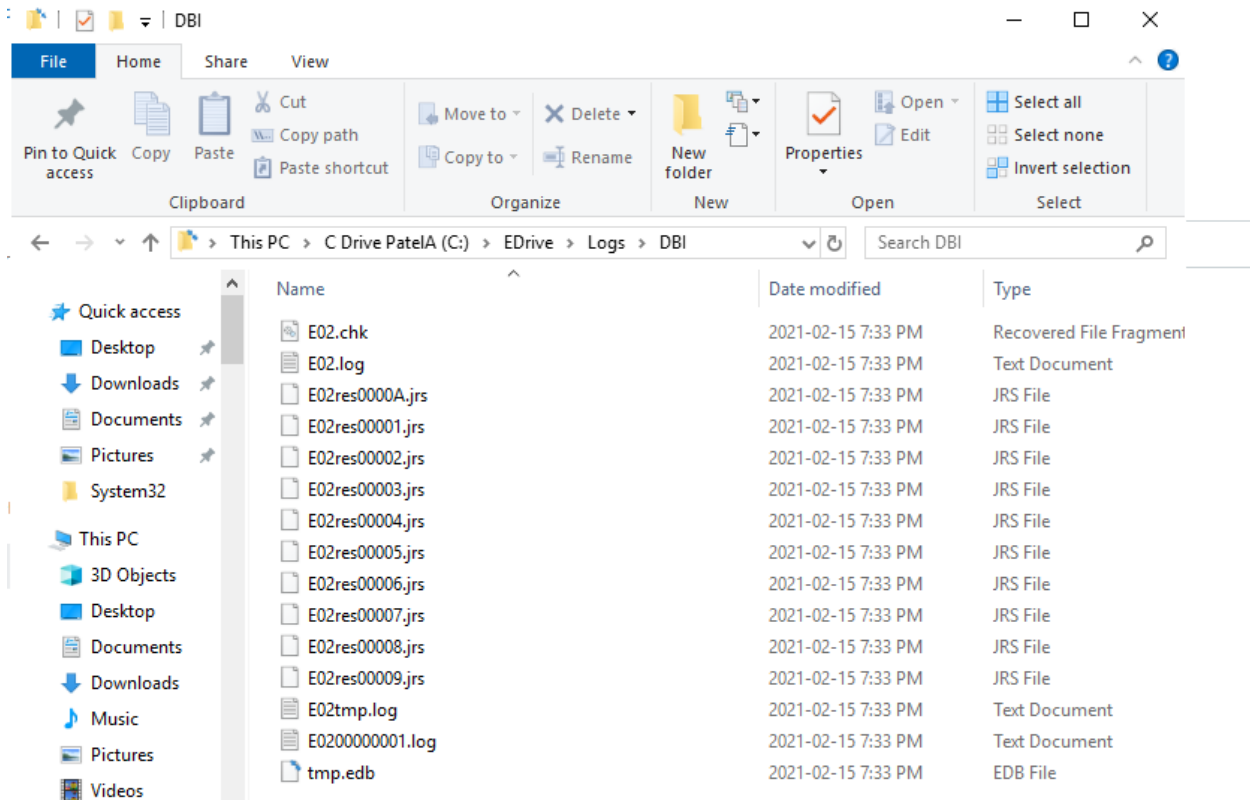 DBI
File Home Share View
Pin to Quick access
Copy
Paste
Cut
Copy path
Paste shortcut
Clipboard
Move to
Copy to
Delete
Rename
Organize
New folder
New
Properties
Open
Edit
Open
Select all
Select none
Invert selection
Select
This PC > C Drive PatelA (C:) > EDrive > Logs > DBI
Search DBI
Quick access
Desktop
Downloads
Documents
Pictures
System32
This PC
3D Objects
Desktop
Documents
Downloads
Music
Pictures
Videos
Name Date modified Type
E02.chk 2021-02-15 7:33 PM Recovered File Fragment
E02.log 2021-02-15 7:33 PM Text Document
E02res0000A.jrs 2021-02-15 7:33 PM JRS File
E02res00001.jrs 2021-02-15 7:33 PM JRS File
E02res00002.jrs 2021-02-15 7:33 PM JRS File
E02res00003.jrs 2021-02-15 7:33 PM JRS File
E02res00004.jrs 2021-02-15 7:33 PM JRS File
E02res00005.jrs 2021-02-15 7:33 PM JRS File
E02res00006.jrs 2021-02-15 7:33 PM JRS File
E02res00007.jrs 2021-02-15 7:33 PM JRS File
E02res00008.jrs 2021-02-15 7:33 PM JRS File
E02res00009.jrs 2021-02-15 7:33 PM JRS File
E02tmp.log 2021-02-15 7:33 PM Text Document
E0200000001.log 2021-02-15 7:33 PM Text Document
tmp.edb 2021-02-15 7:33 PM EDB File